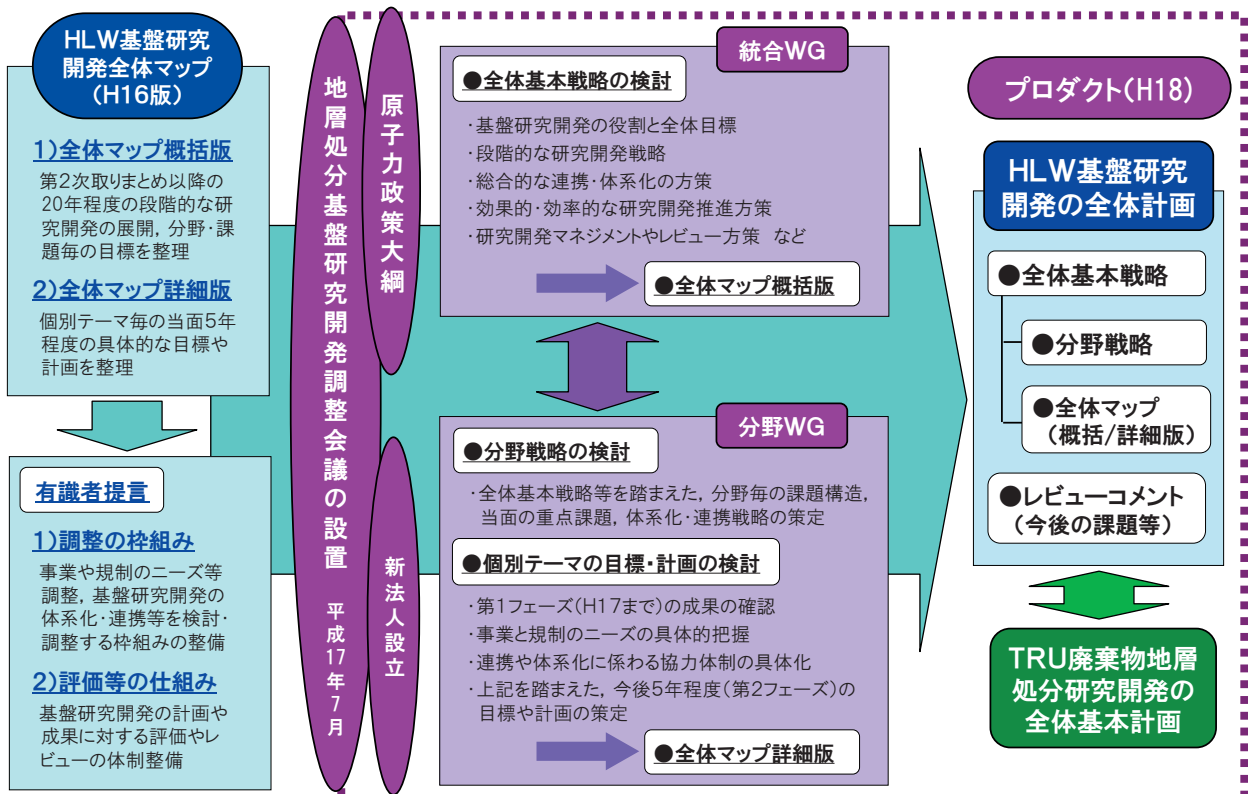 HLW基盤研究
開発全体マップ
（H16版）
1）全体マップ概括版
第2次取りまとめ以降の
20年程度の段階的な研
究開発の展開，分野・課
題毎の目標を整理
2）全体マップ詳細版
個別テーマ毎の当面5年
程度の具体的な目標や
計画を整理
有識者提言
1）調整の枠組み
事業や規制のニーズ等
調整，基盤研究開発の
体系化・連携等を検討・
調整する枠組みの整備
2）評価等の仕組み
基盤研究開発の計画や
成果に対する評価やレ
ビューの体制整備
地層処分基盤研究開発調整会議の設置 平成17年7月
原子力政策大綱
新法人設立
統合WG
●全体基本戦略の検討
・基盤研究開発の役割と全体目標
・段階的な研究開発戦略
・総合的な連携・体系化の方策
・効果的・効率的な研究開発推進方策
・研究開発マネジメントやレビュー方策 など
●全体マップ概括版
分野WG
●分野戦略の検討
・全体基本戦略等を踏まえた，分野毎の課題構造，
当面の重点課題，体系化・連携戦略の策定
●個別テーマの目標・計画の検討
・第1フェーズ（H17まで）の成果の確認
・事業と規制のニーズの具体的把握
・連携や体系化に係わる協力体制の具体化
・上記を踏まえた，今後5年程度（第2フェーズ）の
目標や計画の策定
●全体マップ詳細版
プロダクト（H18）
HLW基盤研究
開発の全体計画
●全体基本戦略
●分野戦略
●全体マップ
（概括/詳細版）
●レビューコメント
（今後の課題等）
TRU廃棄物地層
処分研究開発の
全体基本計画